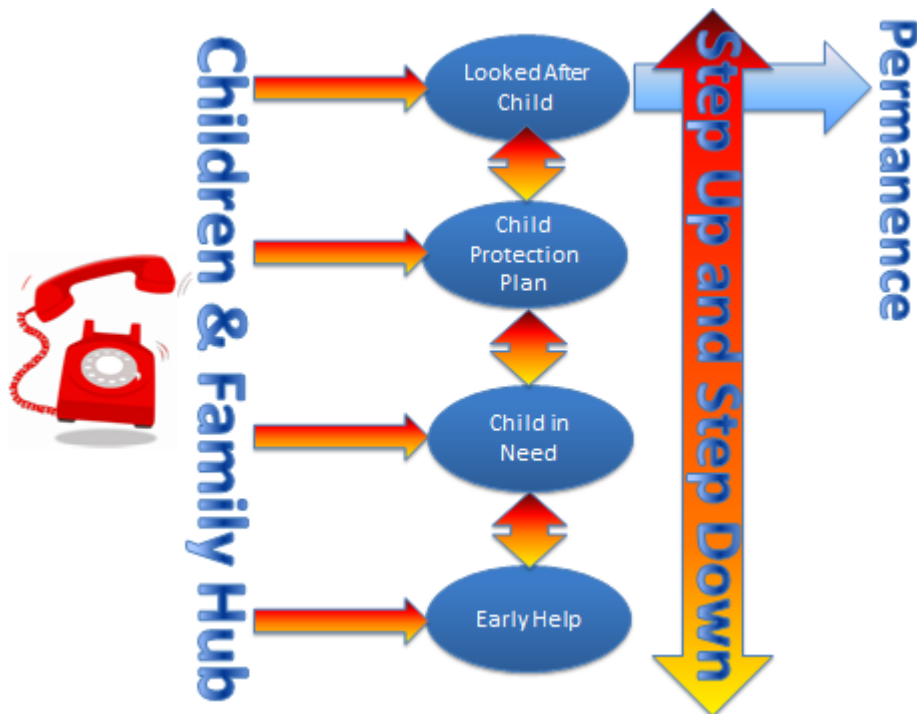 Children & Family Hub
Looked After
Child
Child
Protection
Plan
Child in
Need
Early Help
Step Up and Step Down
Permanence